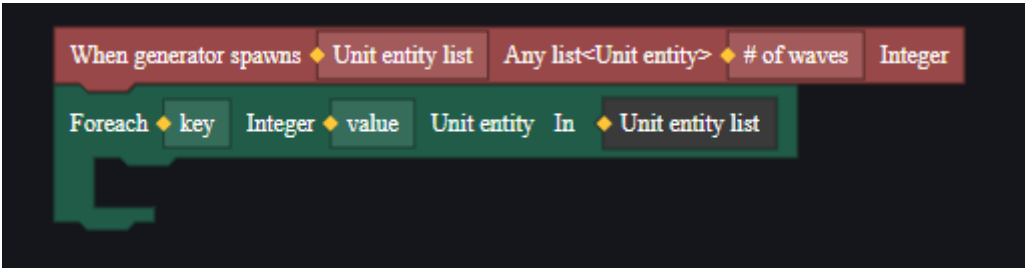 When generator spawns Unit entity list Any list<Unit entity> # of waves Integer
Foreach key Integer value Unit entity In Unit entity list